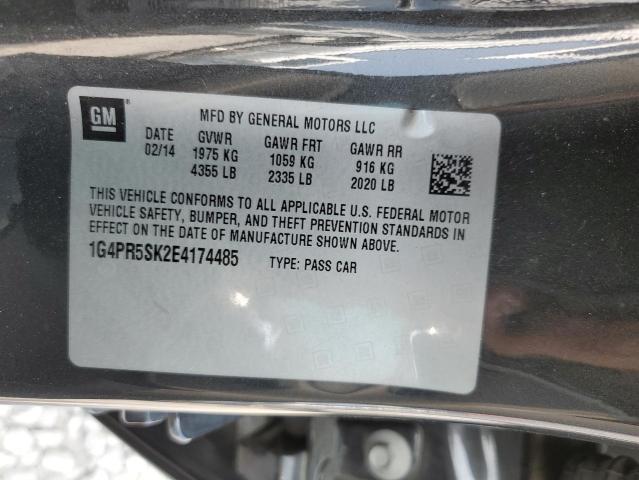 GM
MFD BY GENERAL MOTORS LLC
DATE GVWR GAWR FRT GAWR RR
02/14 1975 KG 1059 KG 916 KG
4355 LB 2335 LB 2020 LB
THIS VEHICLE CONFORMS TO ALL APPLICABLE U.S. FEDERAL MOTOR
VEHICLE SAFETY, BUMPER, AND THEFT PREVENTION STANDARDS IN
EFFECT ON THE DATE OF MANUFACTURE SHOWN ABOVE.
1G4PR5SK2E4174485 TYPE: PASS CAR